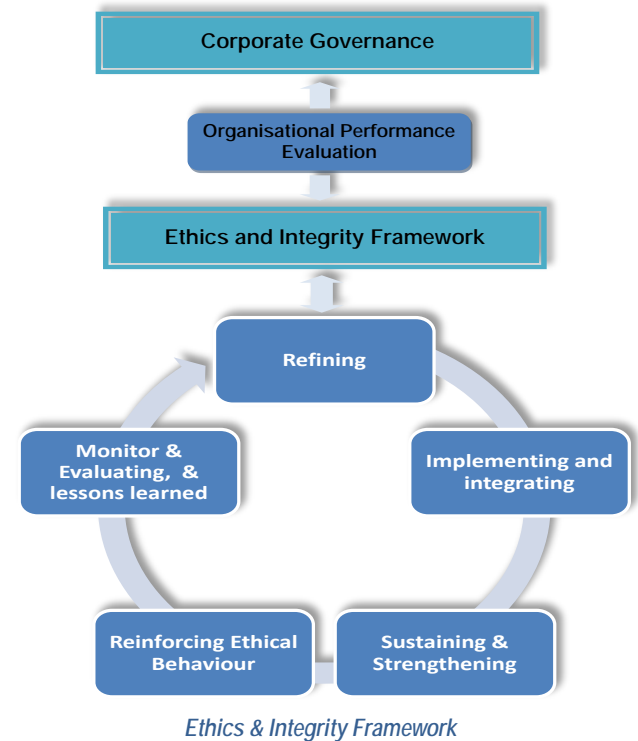 Corporate Governance
Organisational Performance
Evaluation
Ethics and Integrity Framework
Refining
Implementing and
integrating
Sustaining &
Strengthening
Reinforcing Ethical
Behaviour
Monitor &
Evaluating, &
lessons learned
Ethics & Integrity Framework